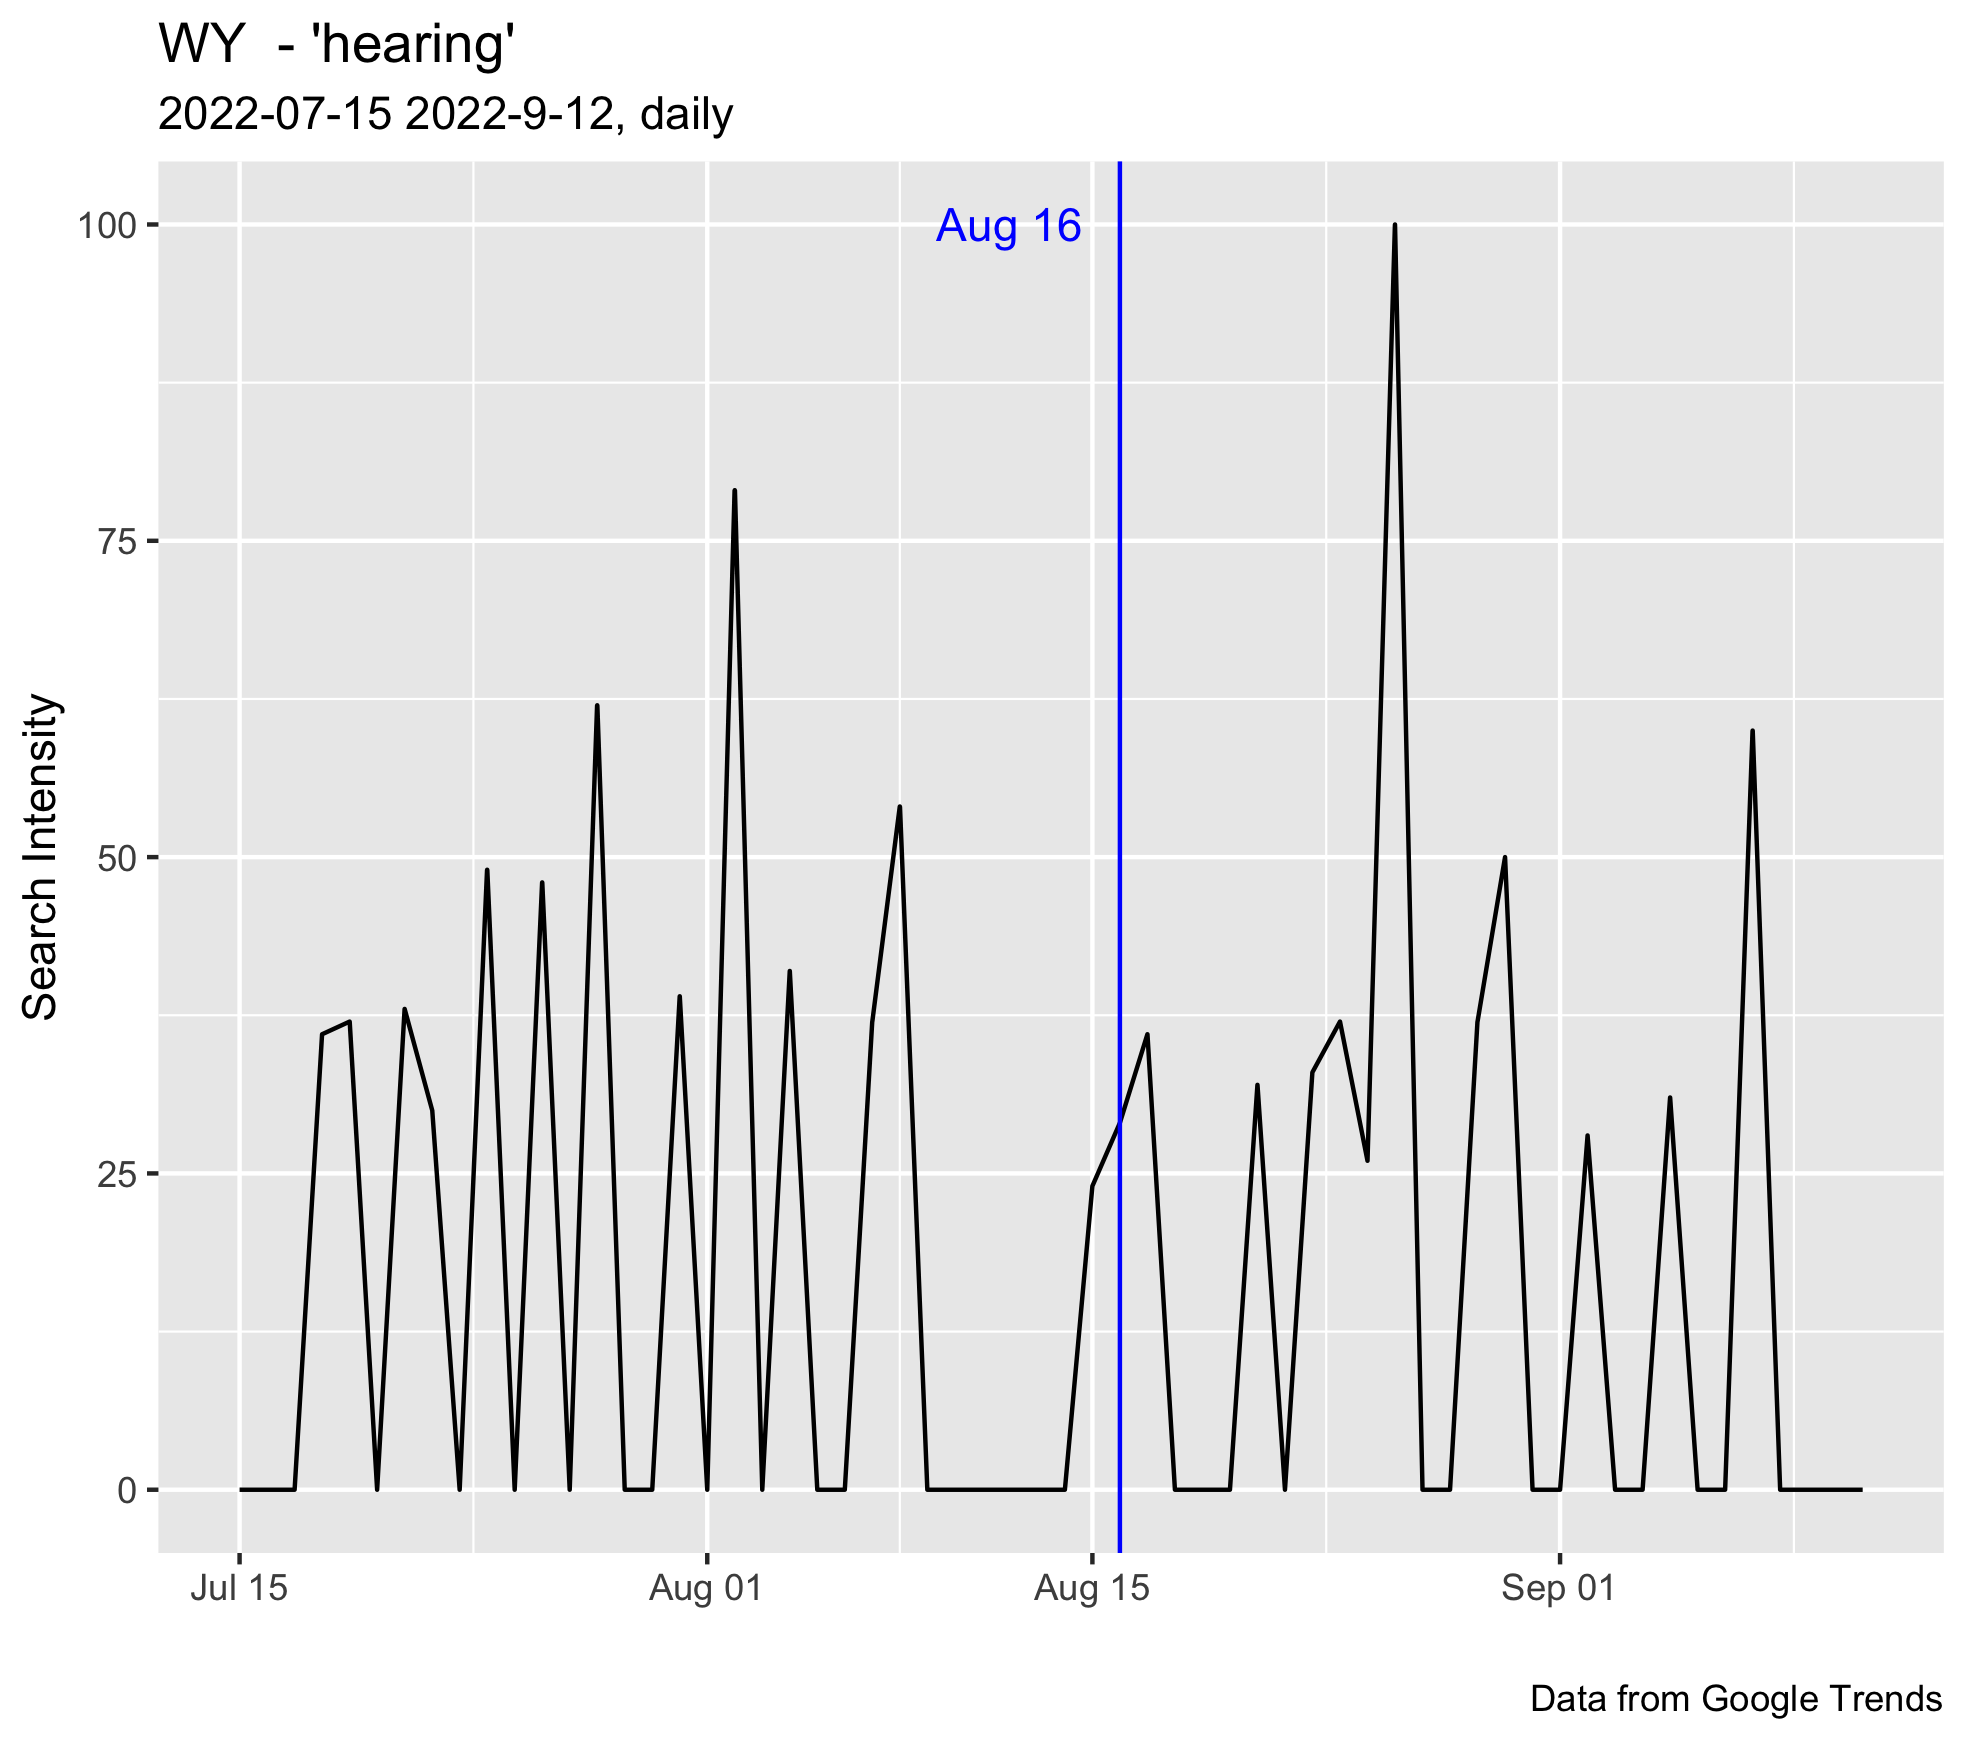 WY  - 'hearing'
2022-07-15 2022-9-12, daily
Aug 16
Search Intensity
100
75
50
25
0
Jul 15
Aug 01
Aug 15
Sep 01
Data from Google Trends